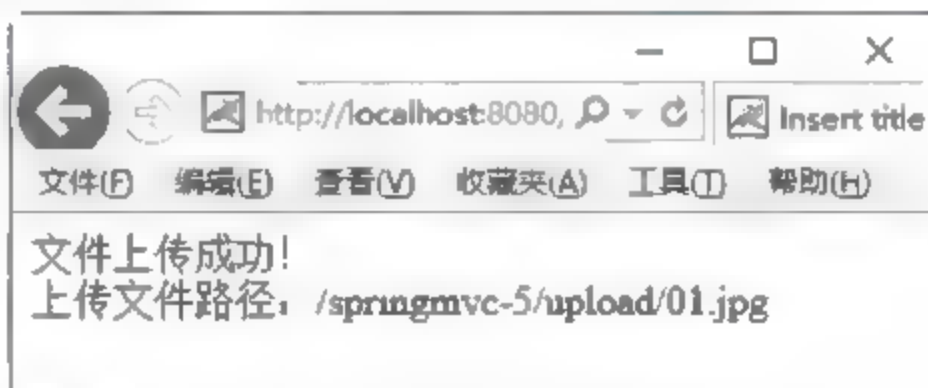 http://localhost:8080, Insert title
文件(F) 编辑(E) 查看(V) 收藏夹(A) 工具(T) 帮助(H)
文件上传成功!
上传文件路径: /springmvc-5/upload/01.jpg